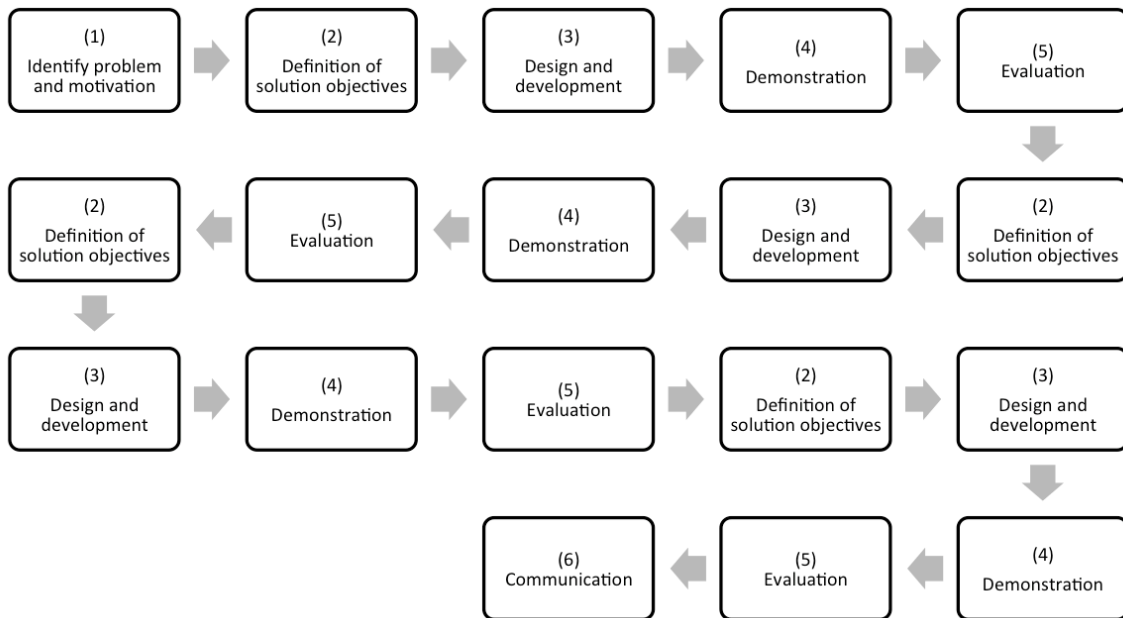 (1)
Identify problem
and motivation
(2)
Definition of
solution objectives
(3)
Design and
development
(4)
Demonstration
(5)
Evaluation
(2)
Definition of
solution objectives
(3)
Design and
development
(4)
Demonstration
(5)
Evaluation
(2)
Definition of
solution objectives
(3)
Design and
development
(4)
Demonstration
(5)
Evaluation
(2)
Definition of
solution objectives
(3)
Design and
development
(4)
Demonstration
(5)
Evaluation
(6)
Communication